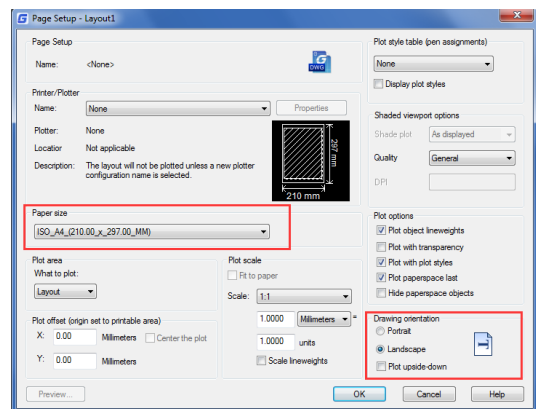 Page Setup - Layout1
Page Setup
Name: <None>
DWG
Printer/Plotter
Name: None Properties
Plotter: None
Locatior Not applicable
Description: The layout will not be plotted unless a new plotter
configuration name is selected.
297 mm
210 mm
Paper size
ISO_A4_(210.00_x_297.00_MM)
Plot area
What to plot:
Layout
Plot scale
Fit to paper
Scale: 1:1
1.0000 Millimeters =
1.0000 units
Scale lineweights
Plot offset (origin set to printable area)
X: 0.00 Millimeters Center the plot
Y: 0.00 Millimeters
Plot style table (pen assignments)
None
Display plot styles
Shaded viewport options
Shade plot As displayed
Quality General
DPI
Plot options
Plot object lineweights
Plot with transparency
Plot with plot styles
Plot paperspace last
Hide paperspace objects
Drawing orientation
Portrait
Landscape
Plot upside-down
Preview... OK Cancel Help